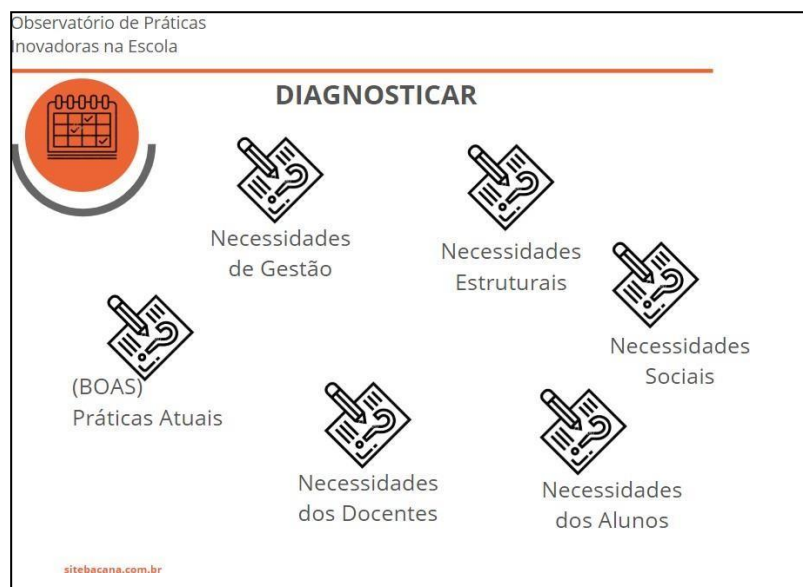 Observatório de Práticas
Inovadoras na Escola
DIAGNOSTICAR
Necessidades
de Gestão
Necessidades
Estruturais
Necessidades
Sociais
(BOAS)
Práticas Atuais
Necessidades
dos Docentes
Necessidades
dos Alunos
sitebacana.com.br